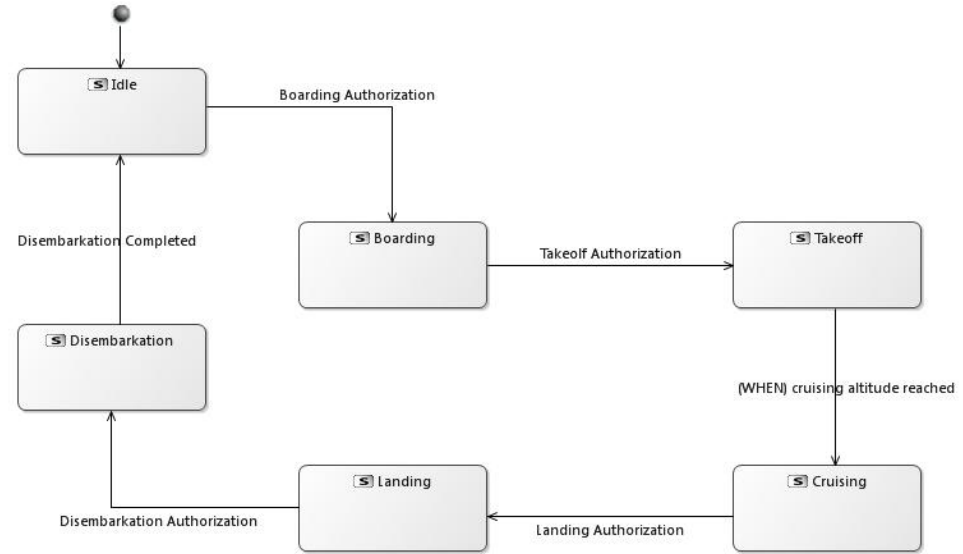 S Idle
Boarding Authorization
S Boarding
Takeolf Authorization
S Takeoff
Disembarkation Completed
S Disembarkation
(WHEN) cruising altitude reached
S Landing
S Cruising
Disembarkation Authorization
Landing Authorization